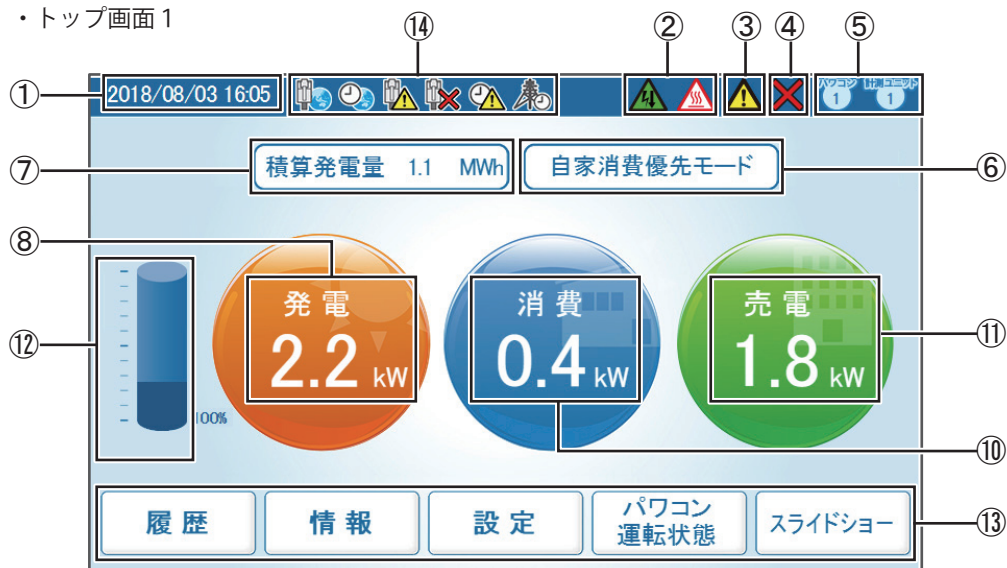 ・トップ画面 1
⑭ ② ③ ④ ⑤
① 2018/08/03 16:05 パワコン 1 計測ユニット 1
⑦ 積算発電量 1.1 MWh 自家消費優先モード ⑥
⑧
発電 消費 売電
⑫ 2.2 kW 0.4 kW 1.8 kW ⑪
100%
⑩
履歴 情報 設定 パワコン 運転状態 スライドショー ⑬